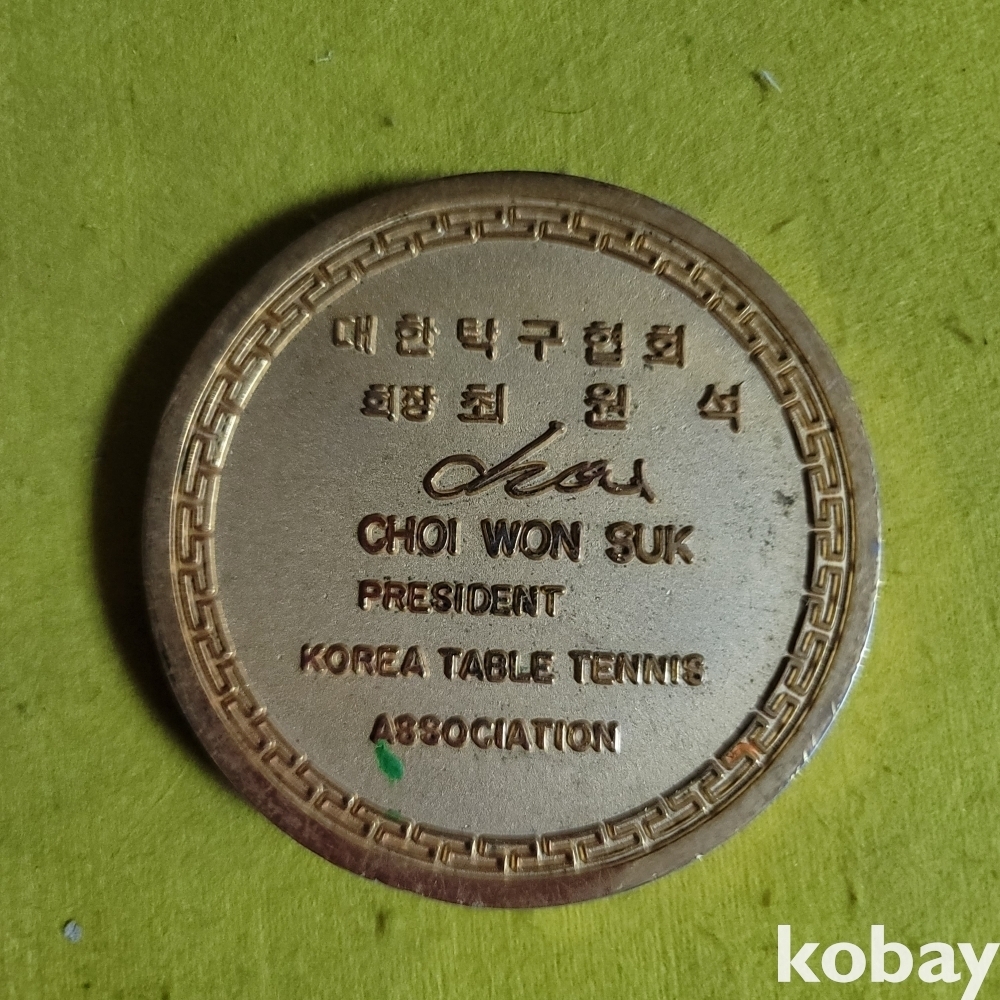 대한탁구협회
회장 최 원 석
Choi
CHOI WON SUK
PRESIDENT
KOREA TABLE TENNIS
ASSOCIATION
kobay